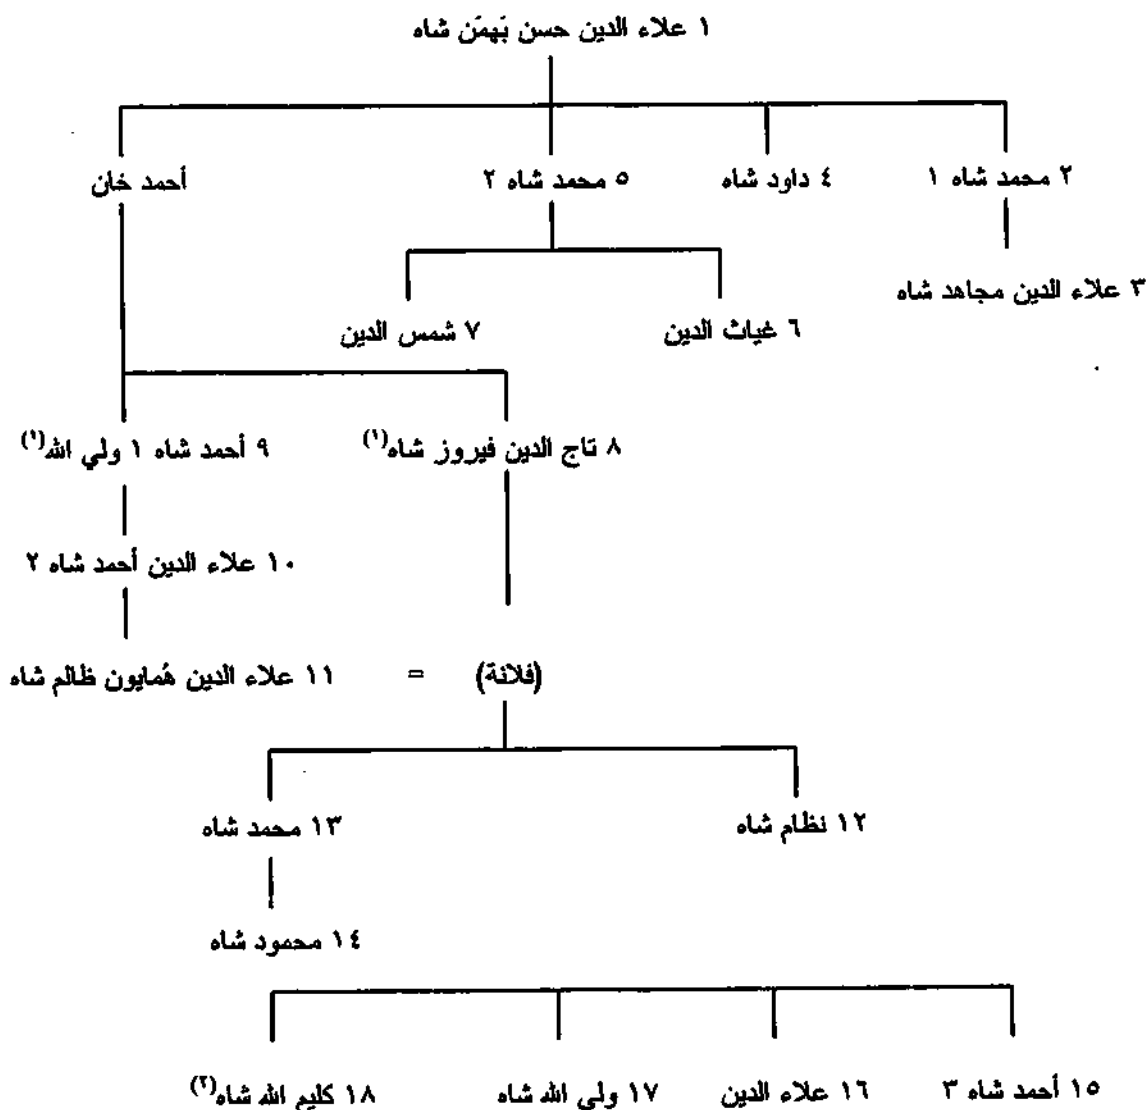 ١ علاء الدين حسن بَهمَن شاه
٢ محمد شاه ١ ٤ داود شاه ٥ محمد شاه ٢ أحمد خان
٣ علاء الدين مجاهد شاه
٦ غياث الدين ٧ شمس الدين
٨ تاج الدين فيروز شاه(١) ٩ أحمد شاه ١ ولي الله(١)
١٠ علاء الدين أحمد شاه ٢
(فلانة) = ١١ علاء الدين هُمايون ظالم شاه
١٢ نظام شاه ١٣ محمد شاه
١٤ محمود شاه
١٥ أحمد شاه ٣ ١٦ علاء الدين ١٧ ولي الله شاه ١٨ كليم الله شاه(٢)